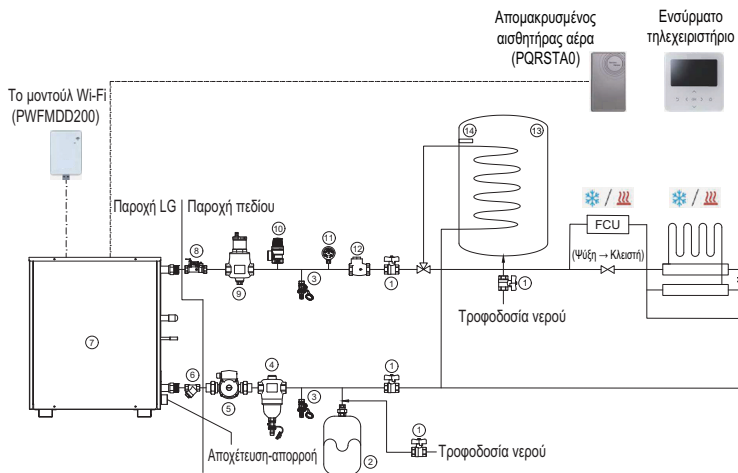 Απομακρυσμένος
αισθητήρας αέρα
(PQRSTA0)
Ενσύρματο
τηλεχειριστήριο
Το μοντούλ Wi-Fi
(PWFMDD200)
Παροχή LG
Παροχή πεδίου
14
13
❄ / ♨
❄ / ♨
FCU
(Ψύξη → Κλειστή)
8
10
11
12
9
3
1
1
Τροφοδοσία νερού
7
6
5
4
3
1
Αποχέτευση-απορροή
2
1
Τροφοδοσία νερού